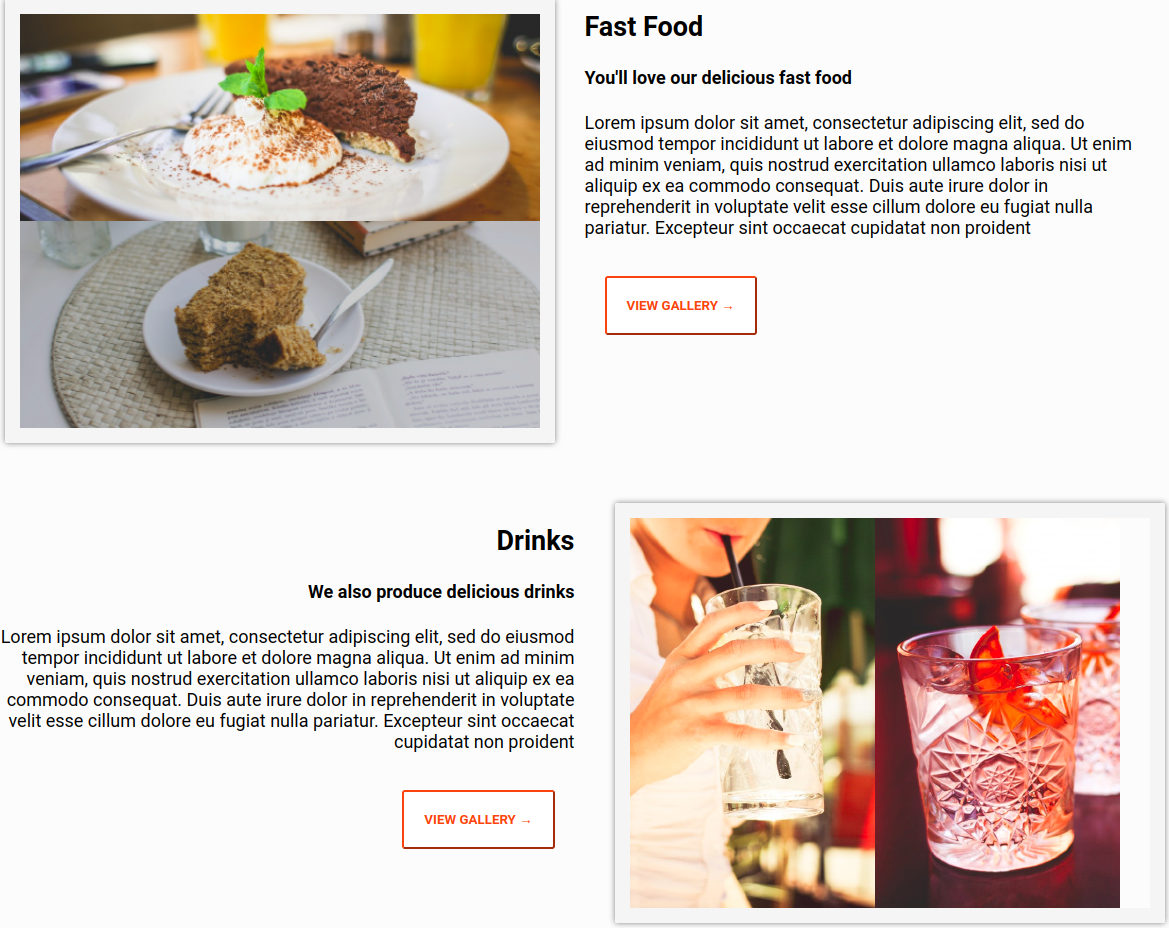 Fast Food
You'll love our delicious fast food
Lorem ipsum dolor sit amet, consectetur adipiscing elit, sed do
eiusmod tempor incididunt ut labore et dolore magna aliqua. Ut enim
ad minim veniam, quis nostrud exercitation ullamco laboris nisi ut
aliquip ex ea commodo consequat. Duis aute irure dolor in
reprehenderit in voluptate velit esse cillum dolore eu fugiat nulla
pariatur. Excepteur sint occaecat cupidatat non proident
VIEW GALLERY →
Drinks
We also produce delicious drinks
Lorem ipsum dolor sit amet, consectetur adipiscing elit, sed do eiusmod
tempor incididunt ut labore et dolore magna aliqua. Ut enim ad minim
veniam, quis nostrud exercitation ullamco laboris nisi ut aliquip ex ea
commodo consequat. Duis aute irure dolor in reprehenderit in voluptate
velit esse cillum dolore eu fugiat nulla pariatur. Excepteur sint occaecat
cupidatat non proident
VIEW GALLERY →